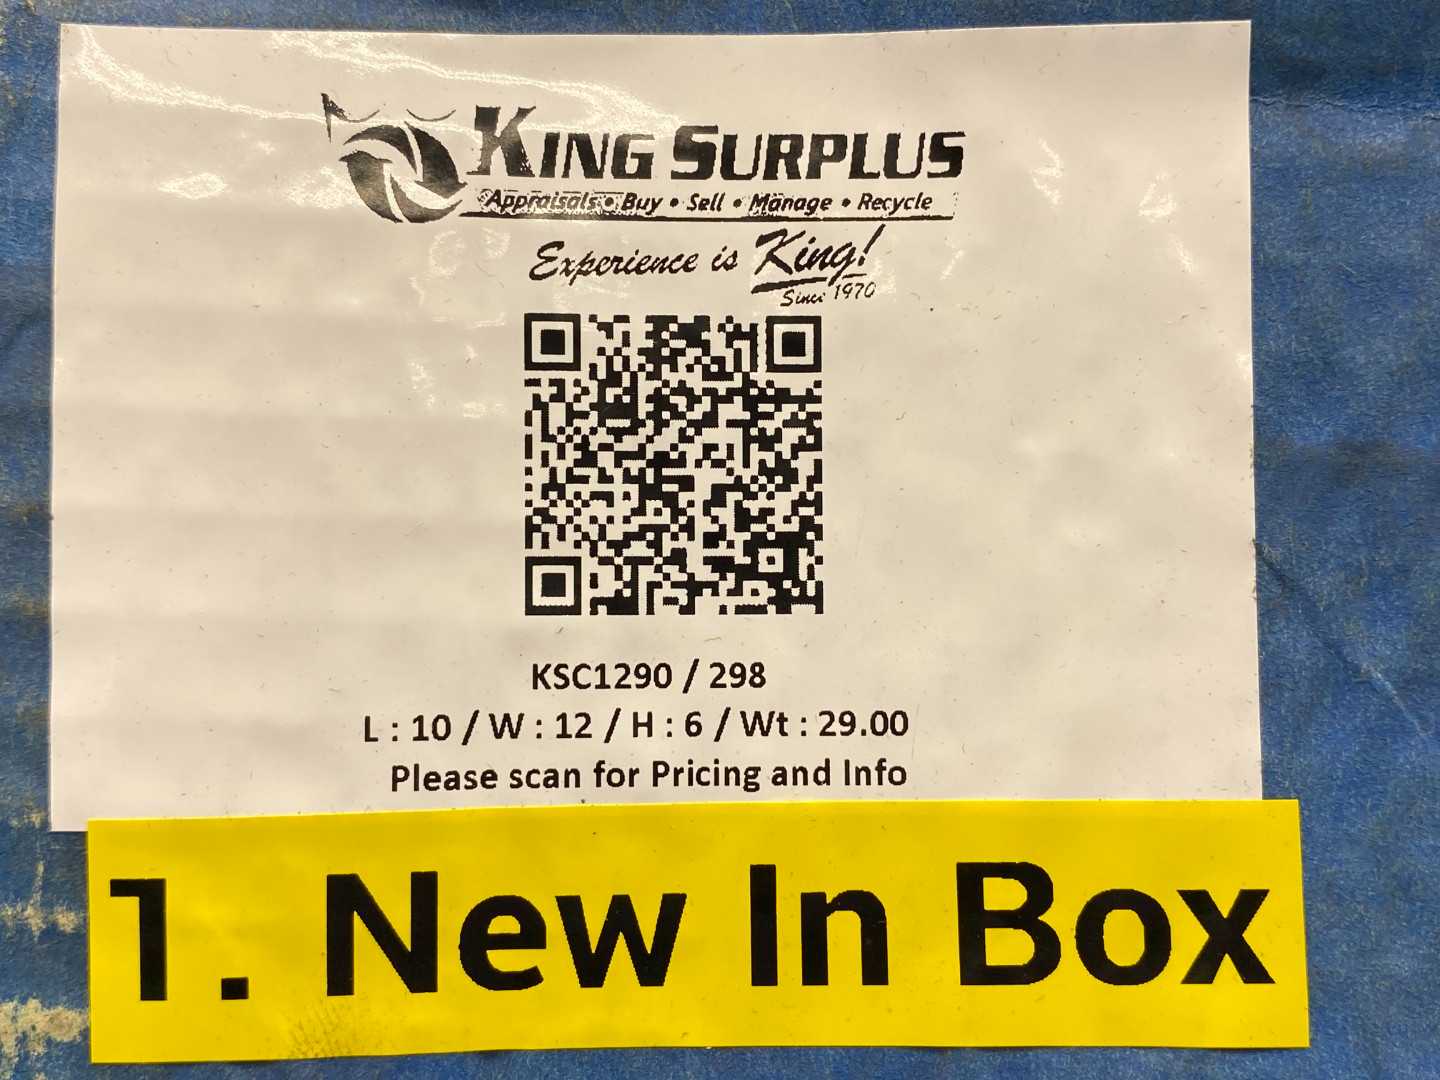 KING SURPLUS
Appraisals • Buy • Sell • Manage • Recycle
Experience is King!
Since 1970
KSC1290 / 298
L : 10 / W : 12 / H : 6 / Wt : 29.00
Please scan for Pricing and Info
1. New In Box